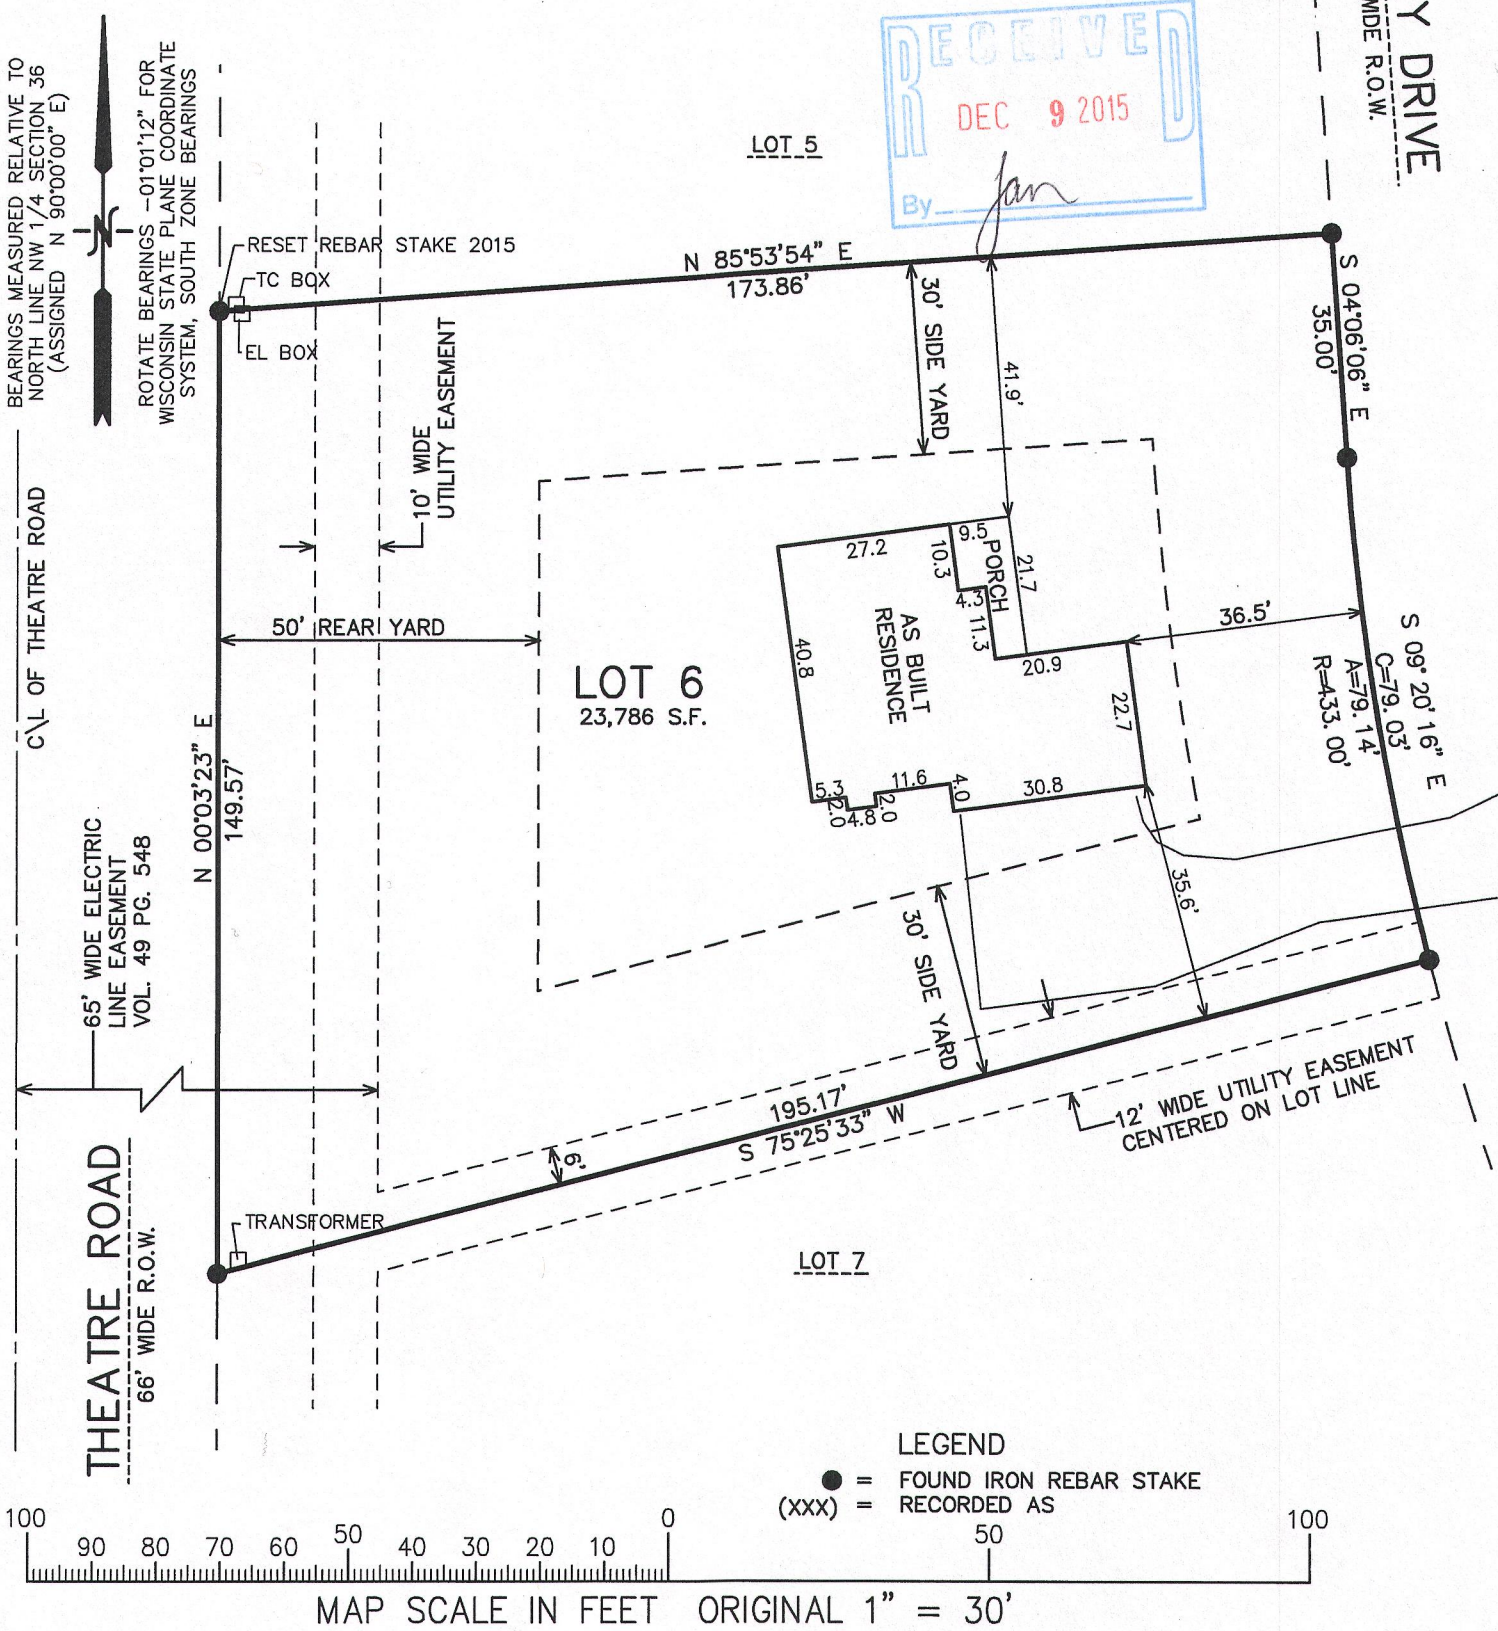 BEARINGS MEASURED RELATIVE TO
NORTH LINE NW 1/4 SECTION 36
(ASSIGNED N 90°00'00" E)
N
ROTATE BEARINGS -01°01'12" FOR
WISCONSIN STATE PLANE COORDINATE
SYSTEM, SOUTH ZONE BEARINGS
RECEIVED
DEC 9 2015
By Jan
Y DRIVE
WIDE R.O.W.
LOT 5
RESET REBAR STAKE 2015
TC BOX
EL BOX
N 85°53'54" E
173.86'
S 04°06'06" E
35.00'
30' SIDE YARD
41.9'
10' WIDE
UTILITY EASEMENT
C\L OF THEATRE ROAD
50' REAR YARD
LOT 6
23,786 S.F.
27.2
9.5
10.3
PORCH
21.7
4.3
11.3
20.9
36.5'
40.8
AS BUILT
RESIDENCE
22.7
5.3
2.0
4.8
2.0
11.6
4.0
30.8
S 09° 20' 16" E
C=79.03'
A=79.14'
R=433.00'
N 00°03'23" E
149.57'
65' WIDE ELECTRIC
LINE EASEMENT
VOL. 49 PG. 548
35.6'
30' SIDE YARD
195.17'
S 75°25'33" W
6'
12' WIDE UTILITY EASEMENT
CENTERED ON LOT LINE
TRANSFORMER
THEATRE ROAD
66' WIDE R.O.W.
LOT 7
LEGEND
● = FOUND IRON REBAR STAKE
(XXX) = RECORDED AS
100 90 80 70 60 50 40 30 20 10 0 50 100
MAP SCALE IN FEET ORIGINAL 1" = 30'